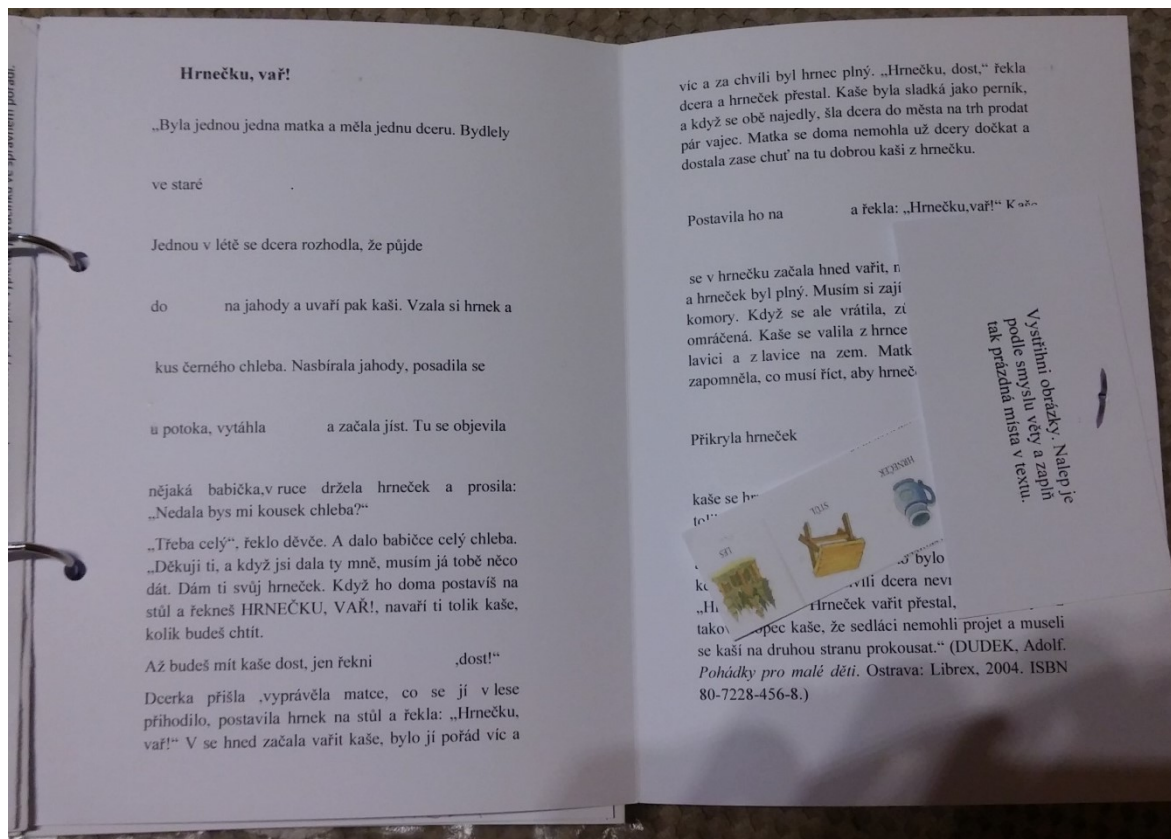 Hrnečku, vař!
„Byla jednou jedna matka a měla jednu dceru. Bydlely
ve staré .
Jednou v létě se dcera rozhodla, že půjde
do na jahody a uvaří pak kaši. Vzala si hrnek a
kus černého chleba. Nasbírala jahody, posadila se
u potoka, vytáhla a začala jíst. Tu se objevila
nějaká babička,v ruce držela hrneček a prosila:
„Nedala bys mi kousek chleba?“
„Třeba celý“, řeklo děvče. A dalo babičce celý chleba.
„Děkuji ti, a když jsi dala ty mně, musím já tobě něco
dát. Dám ti svůj hrneček. Když ho doma postavíš na
stůl a řekneš HRNEČKU, VAŘ!, navaří ti tolik kaše,
kolik budeš chtít.
Až budeš mít kaše dost, jen řekni ,dost!“
Dcerka přišla ,vyprávěla matce, co se jí v lese
přihodilo, postavila hrnek na stůl a řekla: „Hrnečku,
vař!“ V se hned začala vařit kaše, bylo jí pořád víc a
víc a za chvíli byl hrnec plný. „Hrnečku, dost,“ řekla
dcera a hrneček přestal. Kaše byla sladká jako perník,
a když se obě najedly, šla dcera do města na trh prodat
pár vajec. Matka se doma nemohla už dcery dočkat a
dostala zase chuť na tu dobrou kaši z hrnečku.
Postavila ho na a řekla: „Hrnečku,vař!“
se v hrnečku začala hned vařit,
a hrneček byl plný. Musím si
komory. Když se ale vrátila,
omráčená. Kaše se valila z hrnce
lavici a z lavice na zem.
zapomněla, co musí říct, aby
Přikryla hrneček
kaše se
bylo
dcera
Hrneček vařit přestal,
kaše, že sedláci nemohli projet a museli
se kaší na druhou stranu prokousat.“ (DUDEK, Adolf.
Pohádky pro malé děti. Ostrava: Librex, 2004. ISBN
80-7228-456-8.)
Vystřihni obrázky. Nalep je
podle smyslu věty a zaplň
tak prázdná místa v textu.
HRNEČEK
STŮL
LES